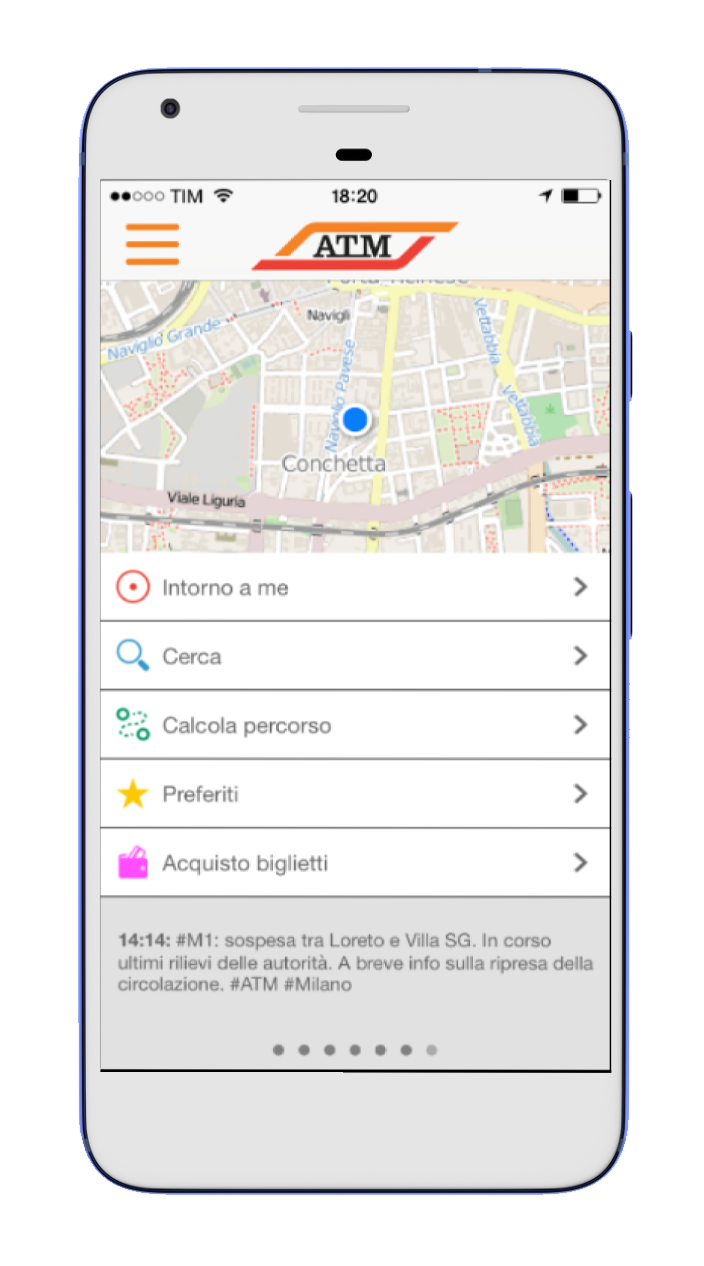 TIM
18:20
ATM
Navigli
Naviglio Grande
Vettabbia
Naviglio Pavese
Vettabbia
Conchetta
Viale Liguria
Intorno a me
Cerca
Calcola percorso
Preferiti
Acquisto biglietti
14:14: #M1: sospesa tra Loreto e Villa SG. In corso
ultimi rilievi delle autorità. A breve info sulla ripresa della
circolazione. #ATM #Milano